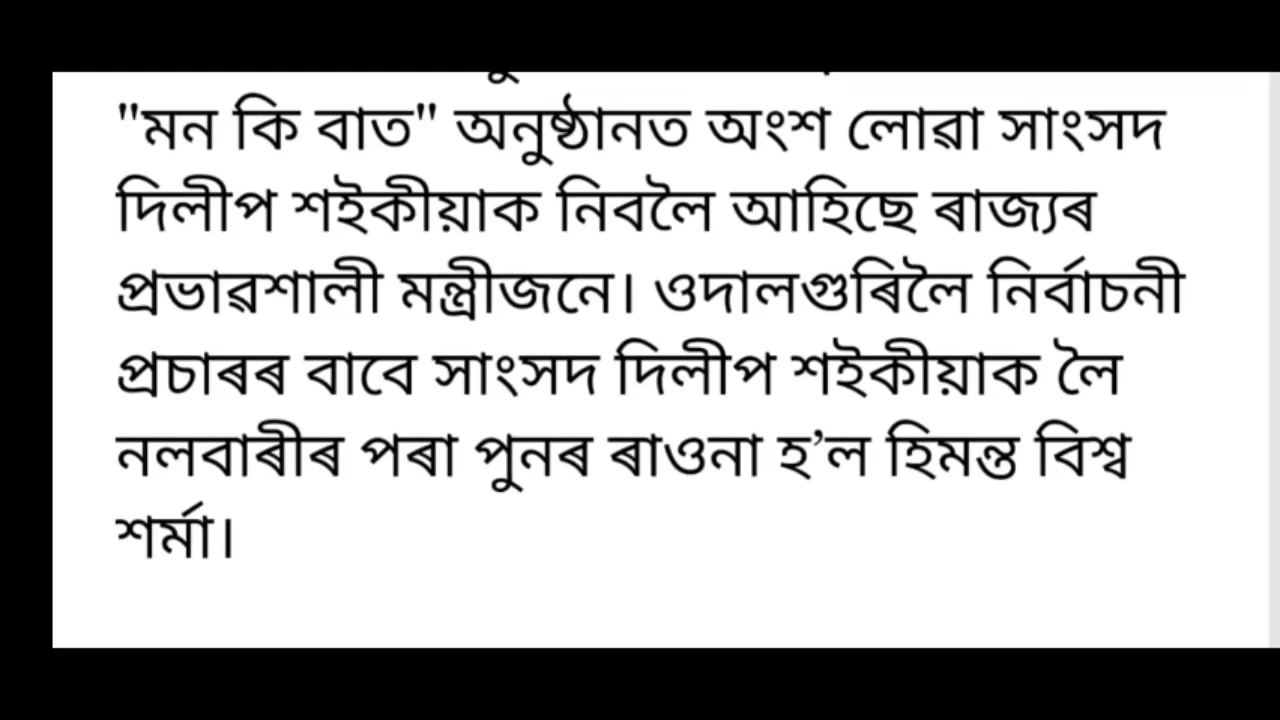 "মন কি বাত" অনুষ্ঠানত অংশ লোৱা সাংসদ
দিলীপ শইকীয়াক নিবলৈ আহিছে ৰাজ্যৰ
প্ৰভাৱশালী মন্ত্ৰীজনে। ওদালগুৰিলৈ নিৰ্বাচনী
প্ৰচাৰৰ বাবে সাংসদ দিলীপ শইকীয়াক লৈ
নলবাৰীৰ পৰা পুনৰ ৰাওনা হ’ল হিমন্ত বিশ্ব
শৰ্মা।